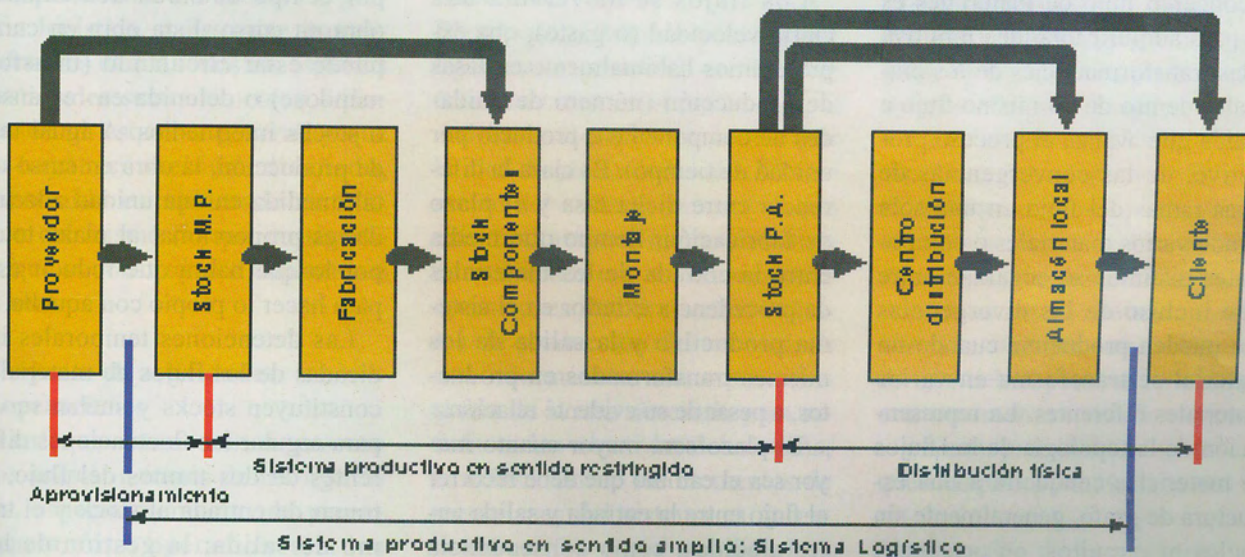 Proveedor
Stock M.P.
Fabricación
Stock
Componentes
Montaje
Stock P.A.
Centro
distribución
Almacén local
Cliente
Sistema productivo en sentido restringido
Distribución física
Aprovisionamiento
Sistema productivo en sentido amplio: Sistema Logístico